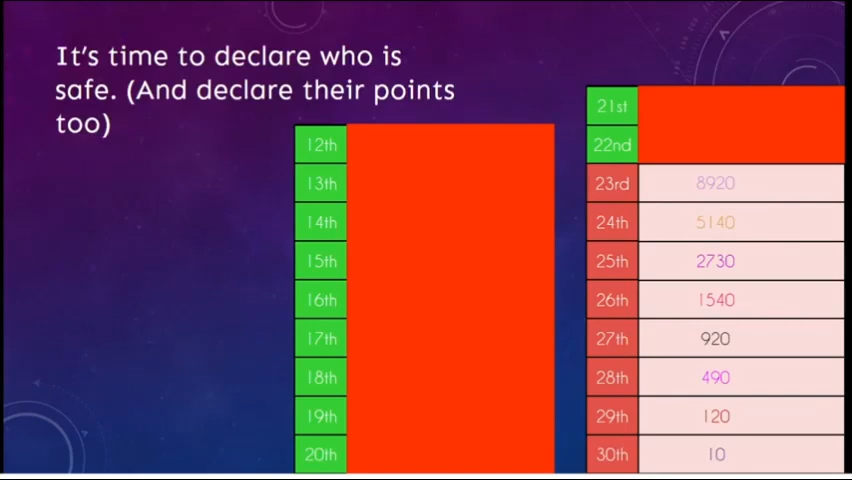 It's time to declare who is
safe. (And declare their points
too)
12th
13th
14th
15th
16th
17th
18th
19th
20th
21st
22nd
23rd 8920
24th 5140
25th 2730
26th 1540
27th 920
28th 490
29th 120
30th 10